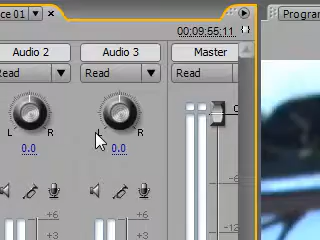 ce 01 ×
Program
00:09:55:11
Audio 2 Audio 3 Master
Read Read Read
L R L R
0.0 0.0
0
+6 +6 -6
+3 +3 -12